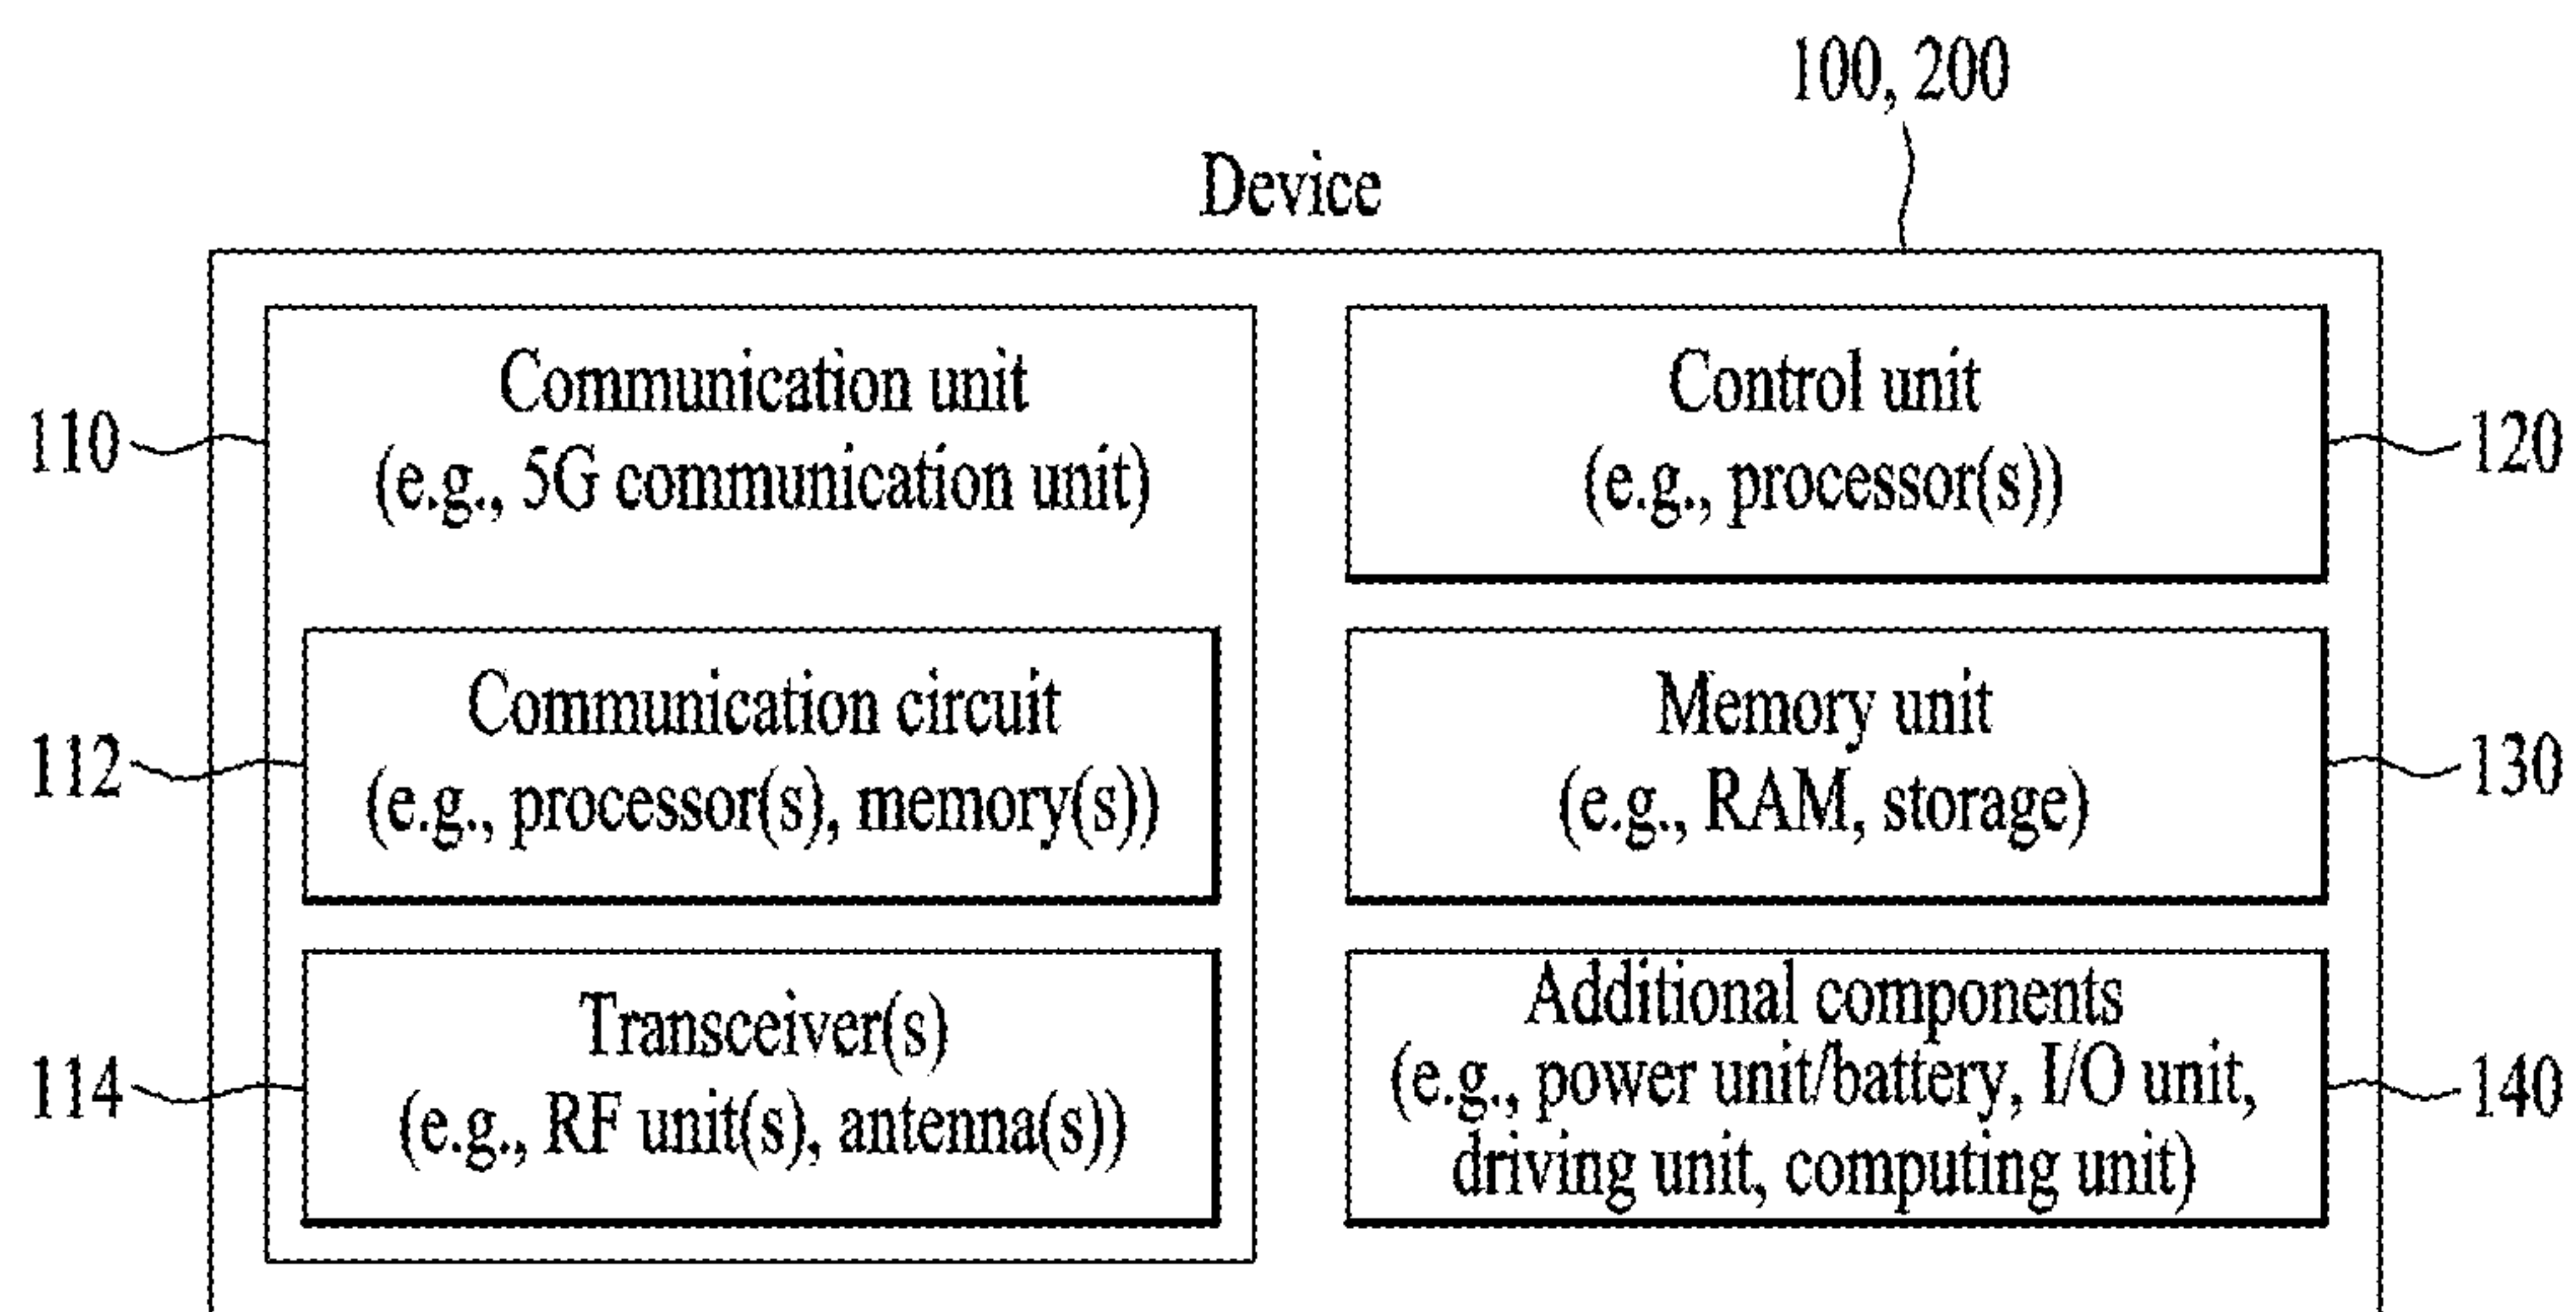 100, 200
Device
110
Communication unit
(e.g., 5G communication unit)
112
Communication circuit
(e.g., processor(s), memory(s))
114
Transceiver(s)
(e.g., RF unit(s), antenna(s))
Control unit
(e.g., processor(s))
120
Memory unit
(e.g., RAM, storage)
130
Additional components
(e.g., power unit/battery, I/O unit,
driving unit, computing unit)
140